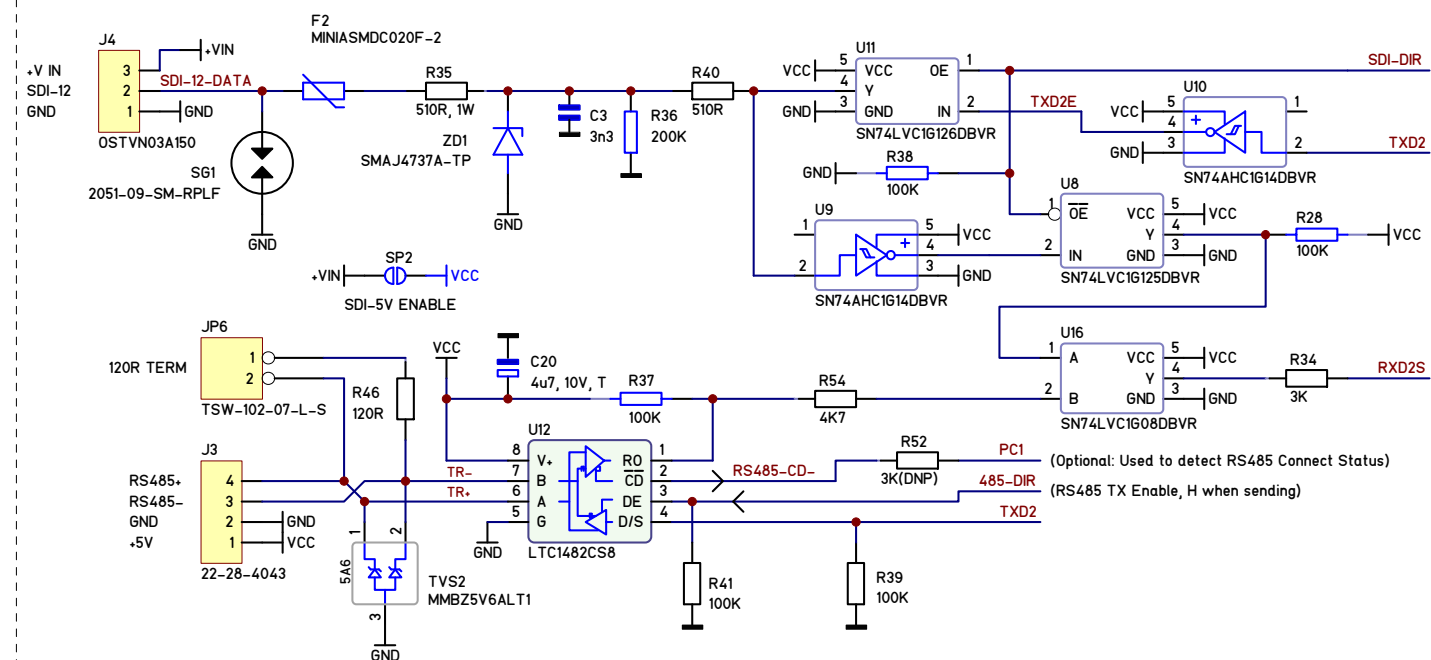 F2
MINIASMDC020F-2
J4
+VIN
+V IN
SDI-12
GND
3
2
1
SDI-12-DATA
GND
OSTVN03A150
R35
510R, 1W
R40
510R
SG1
2051-09-SM-RPLF
GND
ZD1
SMAJ4737A-TP
GND
C3
3n3
R36
200K
U11
VCC
5
4
GND
3
VCC
Y
GND
OE
IN
1
2
SN74LVC1G126DBVR
SDI-DIR
TXD2E
U10
VCC
5
4
GND
3
1
2
TXD2
SN74AHC1G14DBVR
GND
R38
100K
U9
1
2
5
VCC
4
3
GND
SN74AHC1G14DBVR
U8
1
OE
2
IN
VCC
Y
GND
5
VCC
4
3
GND
SN74LVC1G125DBVR
R28
100K
VCC
+VIN
SP2
VCC
SDI-5V ENABLE
JP6
120R TERM
1
2
TSW-102-07-L-S
R46
120R
VCC
C20
4u7, 10V, T
R37
100K
R54
4K7
U16
1
A
2
B
VCC
Y
GND
5
VCC
4
3
GND
SN74LVC1G08DBVR
R34
3K
RXD2S
J3
RS485+
RS485-
GND
+5V
4
3
2
1
GND
VCC
22-28-4043
TR-
TR+
U12
8
7
6
5
V+
B
A
G
RO
CD
DE
D/S
1
2
3
4
GND
LTC1482CS8
RS485-CD-
R52
3K(DNP)
PC1
(Optional: Used to detect RS485 Connect Status)
485-DIR
(RS485 TX Enable, H when sending)
TXD2
1
2
5A6
3
TVS2
MMBZ5V6ALT1
GND
R41
100K
R39
100K